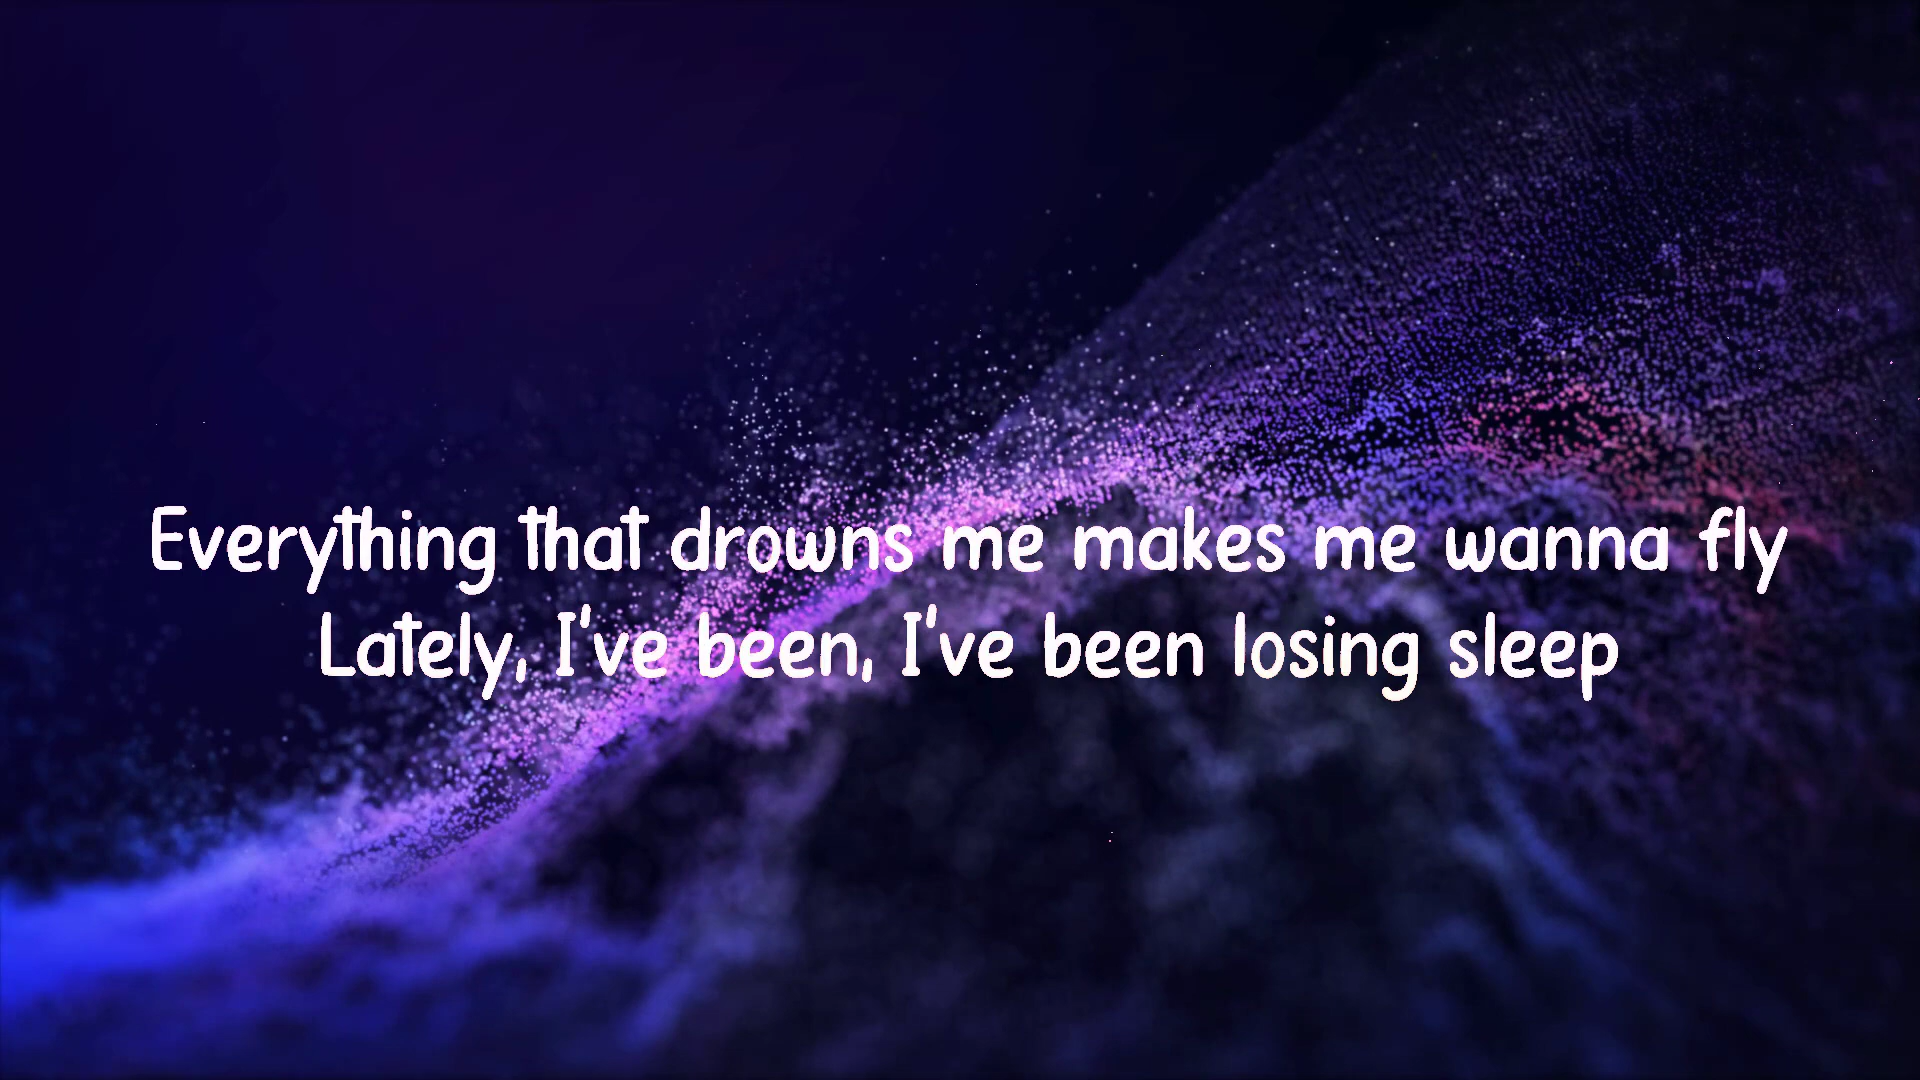 Everything that drowns me makes me wanna fly
Lately, I've been, I've been losing sleep